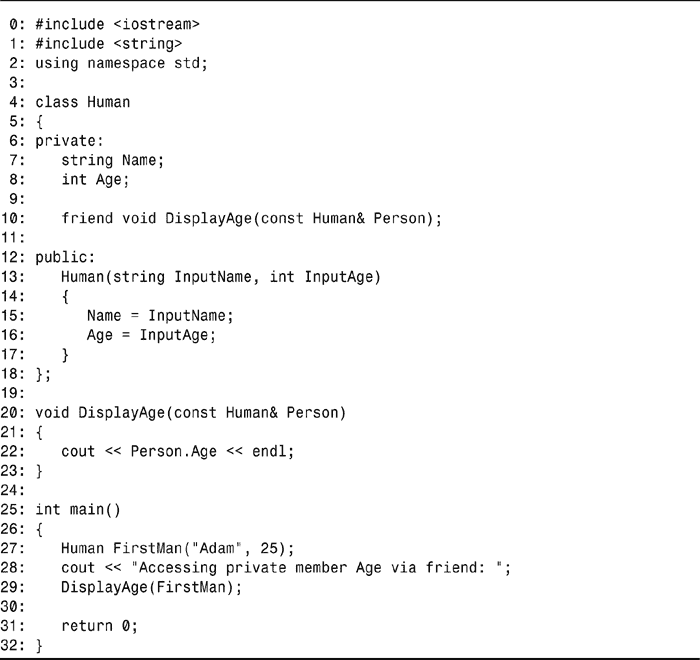 0: #include <iostream>
1: #include <string>
2: using namespace std;
3:
4: class Human
5: {
6: private:
7:    string Name;
8:    int Age;
9:
10:    friend void DisplayAge(const Human& Person);
11:
12: public:
13:    Human(string InputName, int InputAge)
14:    {
15:       Name = InputName;
16:       Age = InputAge;
17:    }
18: };
19:
20: void DisplayAge(const Human& Person)
21: {
22:    cout << Person.Age << endl;
23: }
24:
25: int main()
26: {
27:    Human FirstMan("Adam", 25);
28:    cout << "Accessing private member Age via friend: ";
29:    DisplayAge(FirstMan);
30:
31:    return 0;
32: }